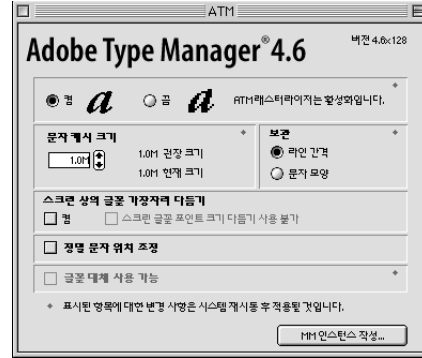 ATM
Adobe Type Manager® 4.6
버전 4.6x128
켬 a 끔 a ATM 래스터라이저는 활성화입니다. *
문자 캐시 크기 *
1.0M 1.0M 권장 크기
1.0M 현재 크기
보관 *
라인 간격
문자 모양
스크린 상의 글꼴 가장자리 다듬기
켬 스크린 글꼴 포인트 크기 다듬기 사용 불가
정밀 문자 위치 조정
글꼴 대체 사용 가능 *
* 표시된 항목에 대한 변경 사항은 시스템 재시동 후 적용될 것입니다.
MM 인스턴스 작성...